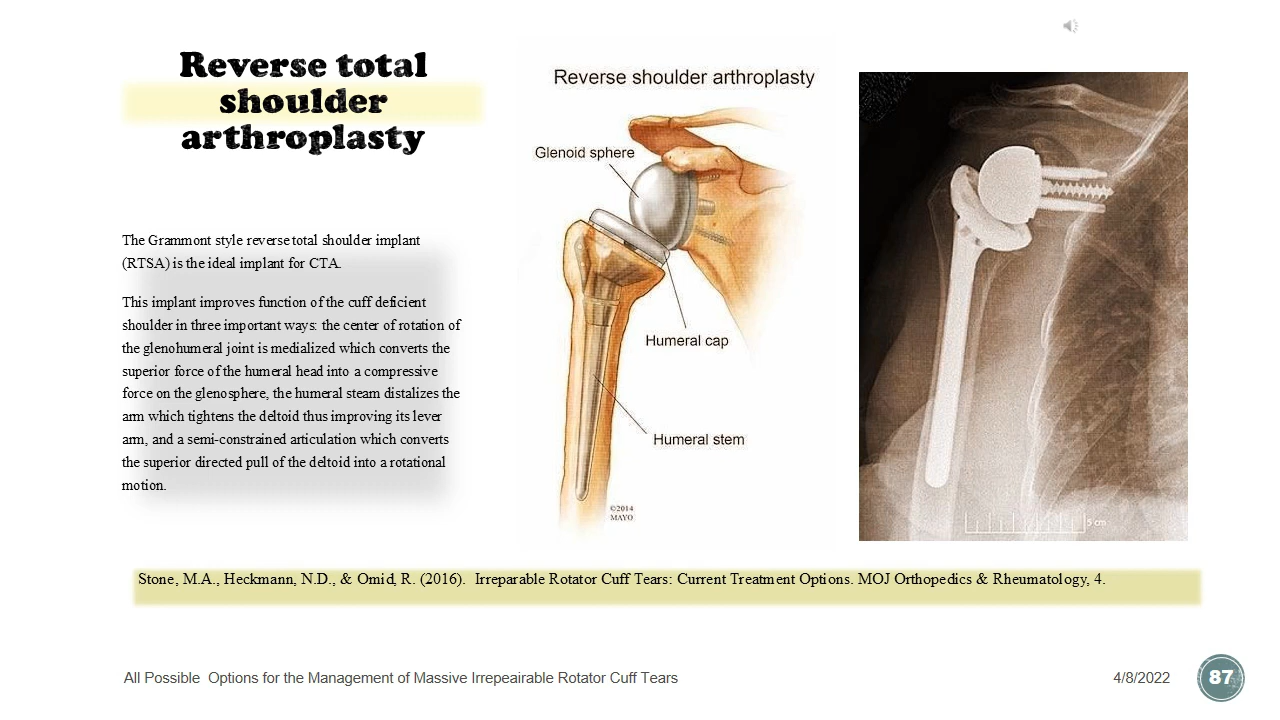 Reverse total
shoulder
arthroplasty
The Grammont style reverse total shoulder implant
(RTSA) is the ideal implant for CTA.
This implant improves function of the cuff deficient
shoulder in three important ways: the center of rotation of
the glenohumeral joint is medialized which converts the
superior force of the humeral head into a compressive
force on the glenosphere, the humeral steam distalizes the
arm which tightens the deltoid thus improving its lever
arm, and a semi-constrained articulation which converts
the superior directed pull of the deltoid into a rotational
motion.
Reverse shoulder arthroplasty
Glenoid sphere
Humeral cap
Humeral stem
©2014
MAYO
5 cm
Stone, M.A., Heckmann, N.D., & Omid, R. (2016). Irreparable Rotator Cuff Tears: Current Treatment Options. MOJ Orthopedics & Rheumatology, 4.
All Possible Options for the Management of Massive Irrepeairable Rotator Cuff Tears
4/8/2022
87